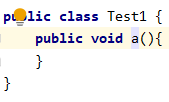 public class Test1 {
    public void a(){
    }
}